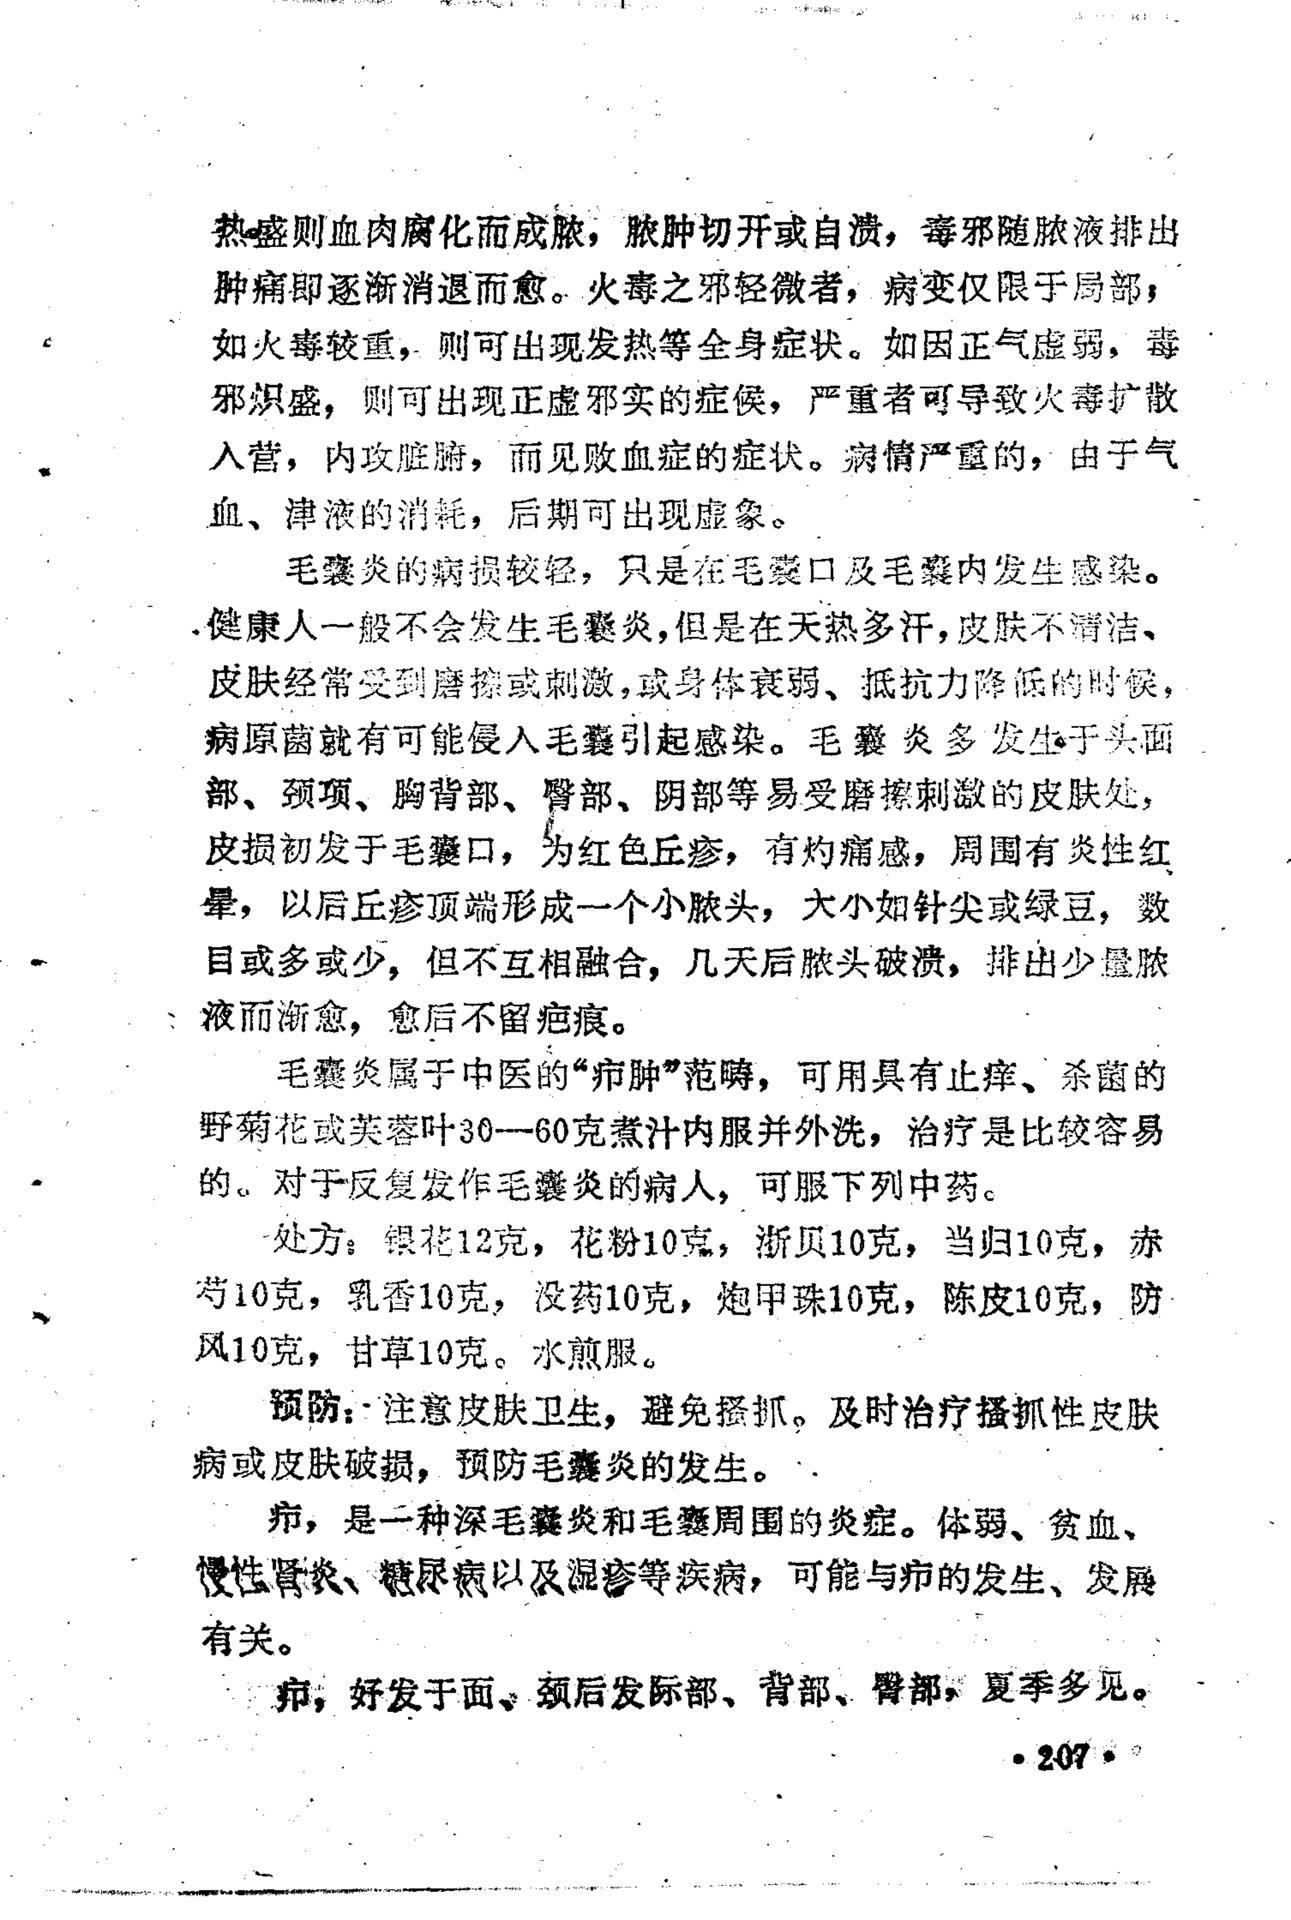 热盛则血肉腐化而成脓，脓肿切开或自溃，毒邪随脓液排出
肿痛即逐渐消退而愈。火毒之邪轻微者，病变仅限于局部；
如火毒较重，则可出现发热等全身症状。如因正气虚弱，毒
邪炽盛，则可出现正虚邪实的症候，严重者可导致火毒扩散
入营，内攻脏腑，而见败血症的症状。病情严重的，由于气
血、津液的消耗，后期可出现虚象。
毛囊炎的病损较轻，只是在毛囊口及毛囊内发生感染。
健康人一般不会发生毛囊炎，但是在天热多汗，皮肤不清洁、
皮肤经常受到磨擦或刺激，或身体衰弱、抵抗力降低的时候，
病原菌就有可能侵入毛囊引起感染。毛囊炎多发生于头面
部、颈项、胸背部、臀部、阴部等易受磨擦刺激的皮肤处，
皮损初发于毛囊口，为红色丘疹，有灼痛感，周围有炎性红
晕，以后丘疹顶端形成一个小脓头，大小如针尖或绿豆，数
目或多或少，但不互相融合，几天后脓头破溃，排出少量脓
液而渐愈，愈后不留疤痕。
毛囊炎属于中医的“疖肿”范畴，可用具有止痒、杀菌的
野菊花或芙蓉叶30—60克煮汁内服并外洗，治疗是比较容易
的。对于反复发作毛囊炎的病人，可服下列中药。
处方：银花12克，花粉10克，浙贝10克，当归10克，赤
芍10克，乳香10克，没药10克，炮甲珠10克，陈皮10克，防
风10克，甘草10克。水煎服。
预防：注意皮肤卫生，避免搔抓。及时治疗搔抓性皮肤
病或皮肤破损，预防毛囊炎的发生。
疖，是一种深毛囊炎和毛囊周围的炎症。体弱、贫血、
慢性肾炎、糖尿病以及湿疹等疾病，可能与疖的发生、发展
有关。
疖，好发于面、颈后发际部、背部、臀部，夏季多见。
•207•